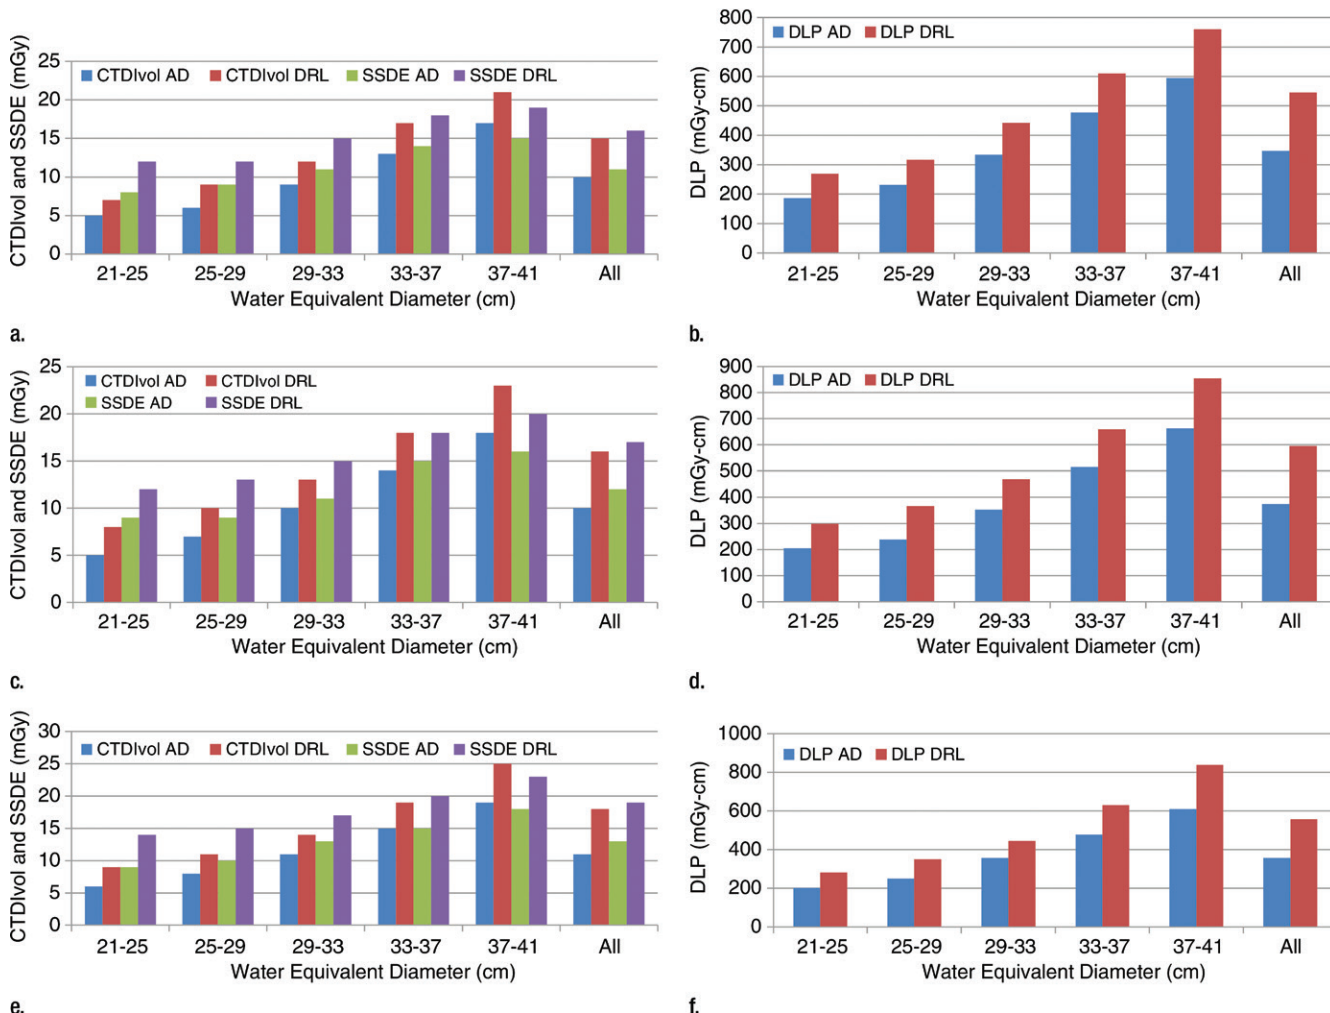 CTDIvol and SSDE (mGy)
25
20
15
10
5
0
CTDIvol AD CTDIvol DRL SSDE AD SSDE DRL
21-25 25-29 29-33 33-37 37-41 All
Water Equivalent Diameter (cm)
a.
DLP (mGy-cm)
800
700
600
500
400
300
200
100
0
DLP AD DLP DRL
21-25 25-29 29-33 33-37 37-41 All
Water Equivalent Diameter (cm)
b.
CTDIvol and SSDE (mGy)
25
20
15
10
5
0
CTDIvol AD CTDIvol DRL
SSDE AD SSDE DRL
21-25 25-29 29-33 33-37 37-41 All
Water Equivalent Diameter (cm)
c.
DLP (mGy-cm)
900
800
700
600
500
400
300
200
100
0
DLP AD DLP DRL
21-25 25-29 29-33 33-37 37-41 All
Water Equivalent Diameter (cm)
d.
CTDIvol and SSDE (mGy)
30
25
20
15
10
5
0
CTDIvol AD CTDIvol DRL SSDE AD SSDE DRL
21-25 25-29 29-33 33-37 37-41 All
Water Equivalent Diameter (cm)
e.
DLP (mGy-cm)
1000
800
600
400
200
0
DLP AD DLP DRL
21-25 25-29 29-33 33-37 37-41 All
Water Equivalent Diameter (cm)
f.